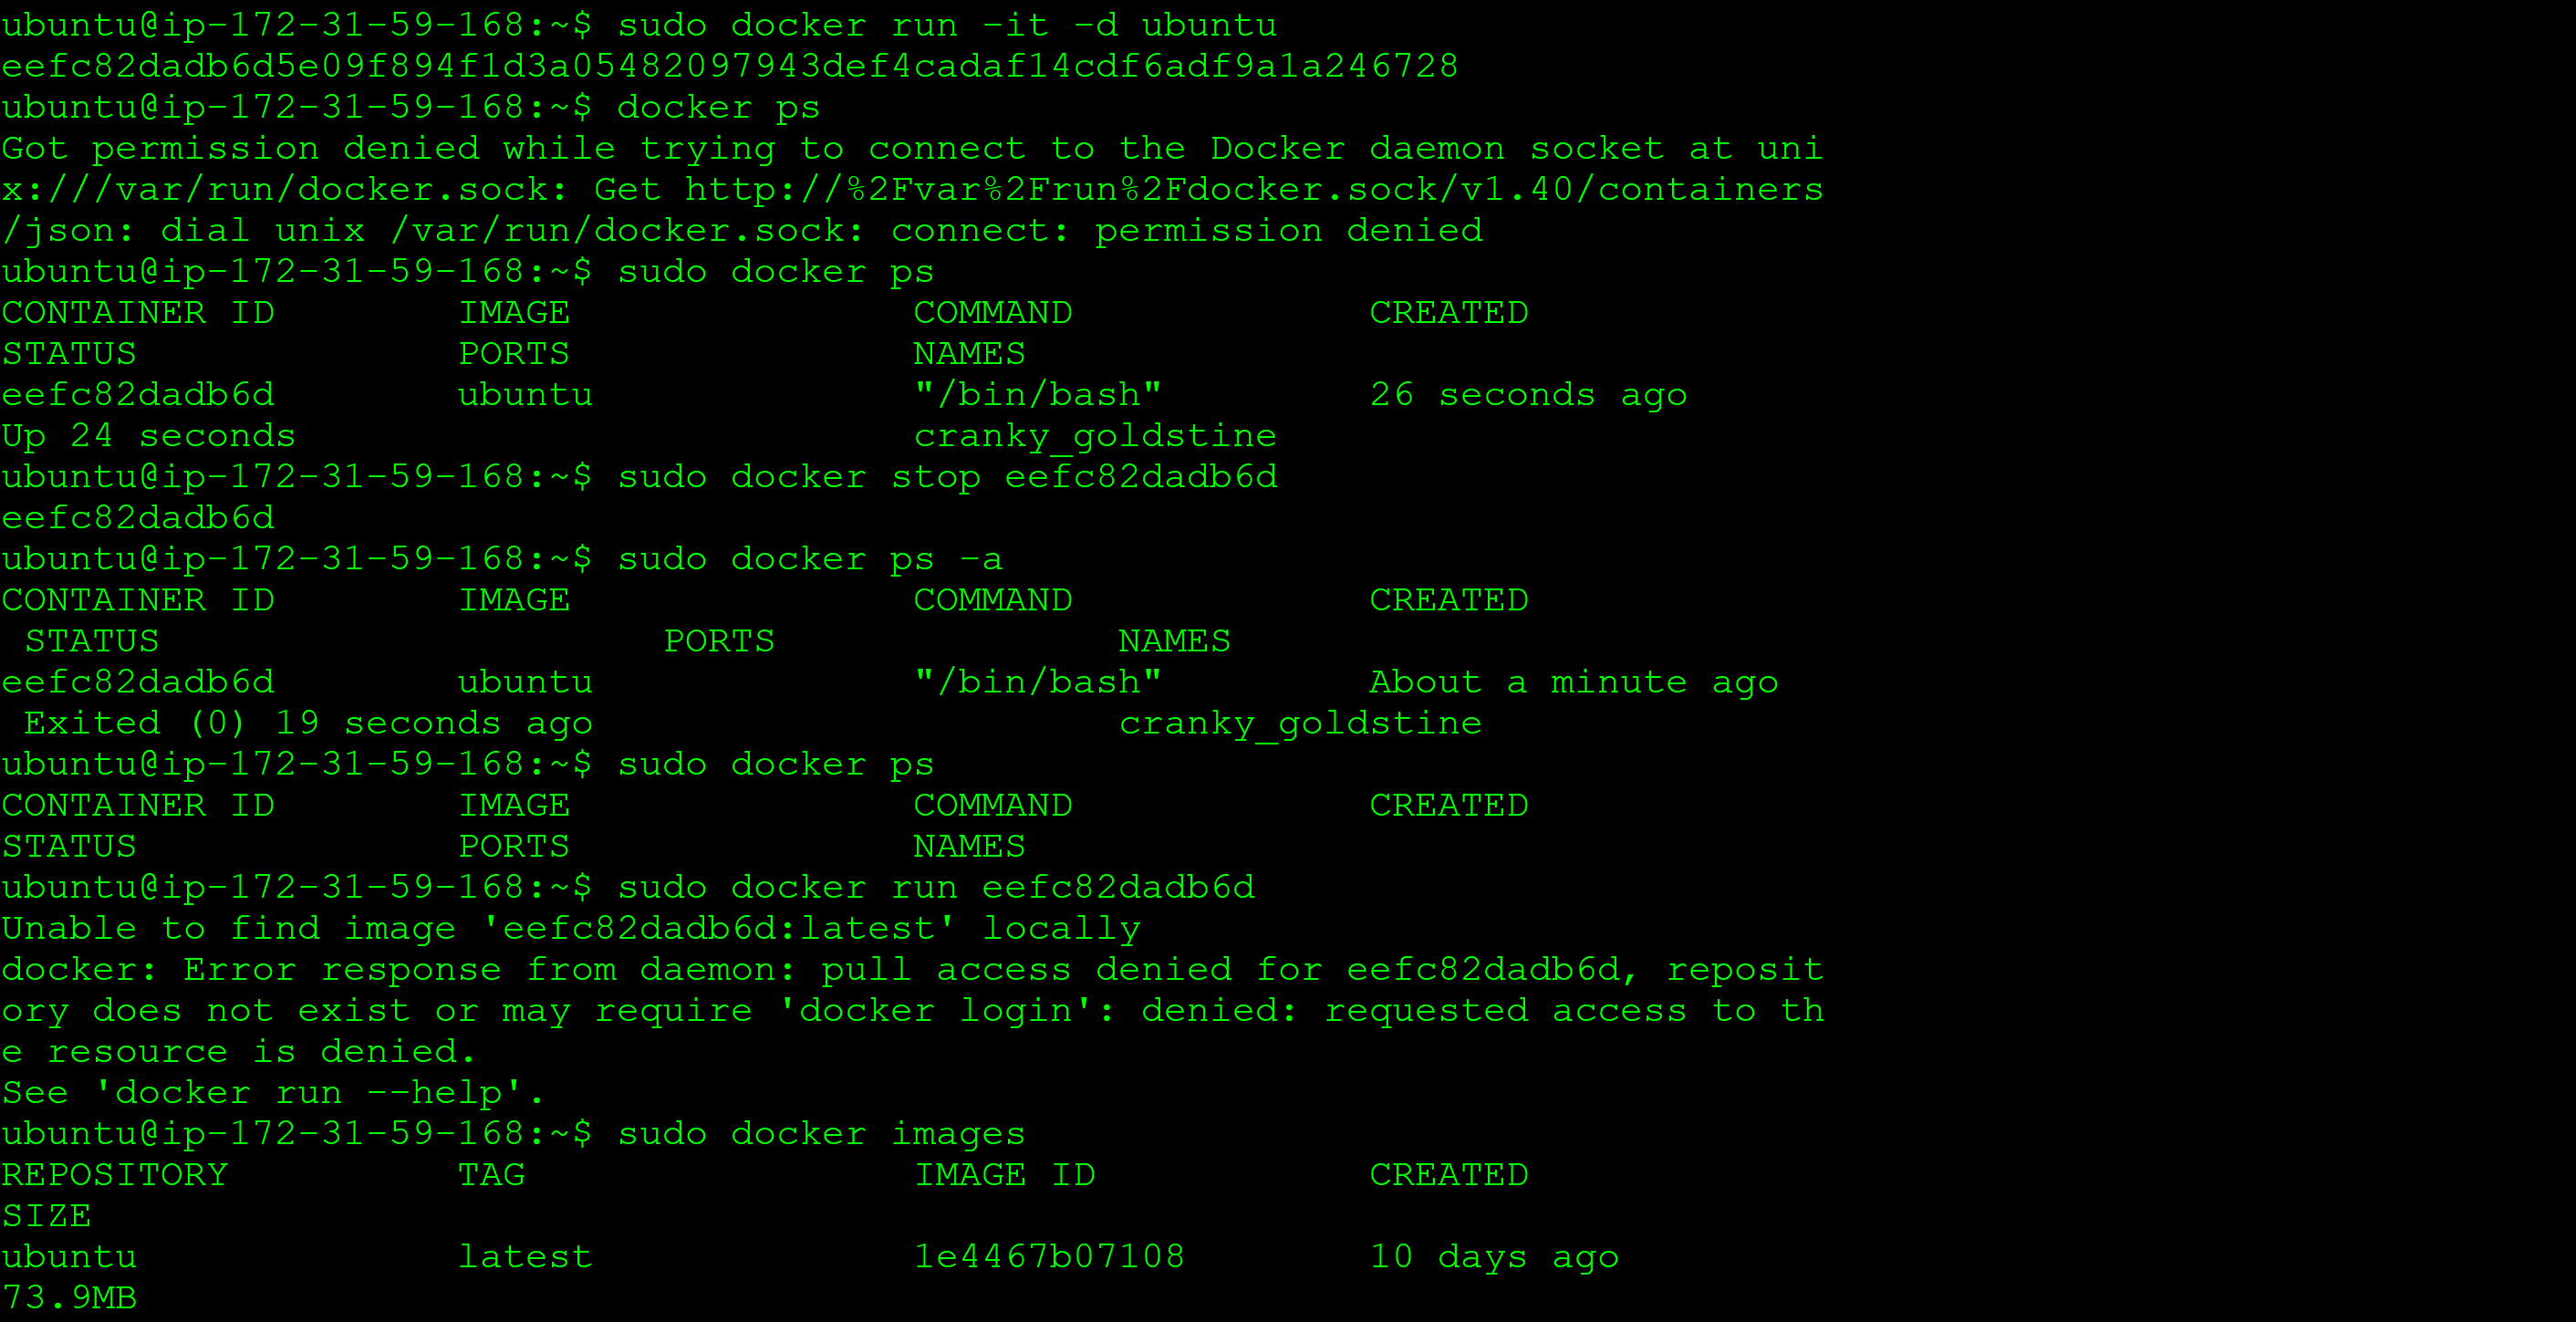 ubuntu@ip-172-31-59-168:~$ sudo docker run -it -d ubuntu
eefc82dadb6d5e09f894f1d3a05482097943def4cadaf14cdf6adf9a1a246728
ubuntu@ip-172-31-59-168:~$ docker ps
Got permission denied while trying to connect to the Docker daemon socket at uni
x:///var/run/docker.sock: Get http://%2Fvar%2Frun%2Fdocker.sock/v1.40/containers
/json: dial unix /var/run/docker.sock: connect: permission denied
ubuntu@ip-172-31-59-168:~$ sudo docker ps
CONTAINER ID        IMAGE               COMMAND             CREATED
STATUS              PORTS               NAMES
eefc82dadb6d        ubuntu              "/bin/bash"         26 seconds ago
Up 24 seconds                           cranky_goldstine
ubuntu@ip-172-31-59-168:~$ sudo docker stop eefc82dadb6d
eefc82dadb6d
ubuntu@ip-172-31-59-168:~$ sudo docker ps -a
CONTAINER ID        IMAGE               COMMAND             CREATED
 STATUS                      PORTS               NAMES
eefc82dadb6d        ubuntu              "/bin/bash"         About a minute ago
 Exited (0) 19 seconds ago                       cranky_goldstine
ubuntu@ip-172-31-59-168:~$ sudo docker ps
CONTAINER ID        IMAGE               COMMAND             CREATED
STATUS              PORTS               NAMES
ubuntu@ip-172-31-59-168:~$ sudo docker run eefc82dadb6d
Unable to find image 'eefc82dadb6d:latest' locally
docker: Error response from daemon: pull access denied for eefc82dadb6d, reposit
ory does not exist or may require 'docker login': denied: requested access to th
e resource is denied.
See 'docker run --help'.
ubuntu@ip-172-31-59-168:~$ sudo docker images
REPOSITORY          TAG                 IMAGE ID            CREATED
SIZE
ubuntu              latest              1e4467b07108        10 days ago
73.9MB